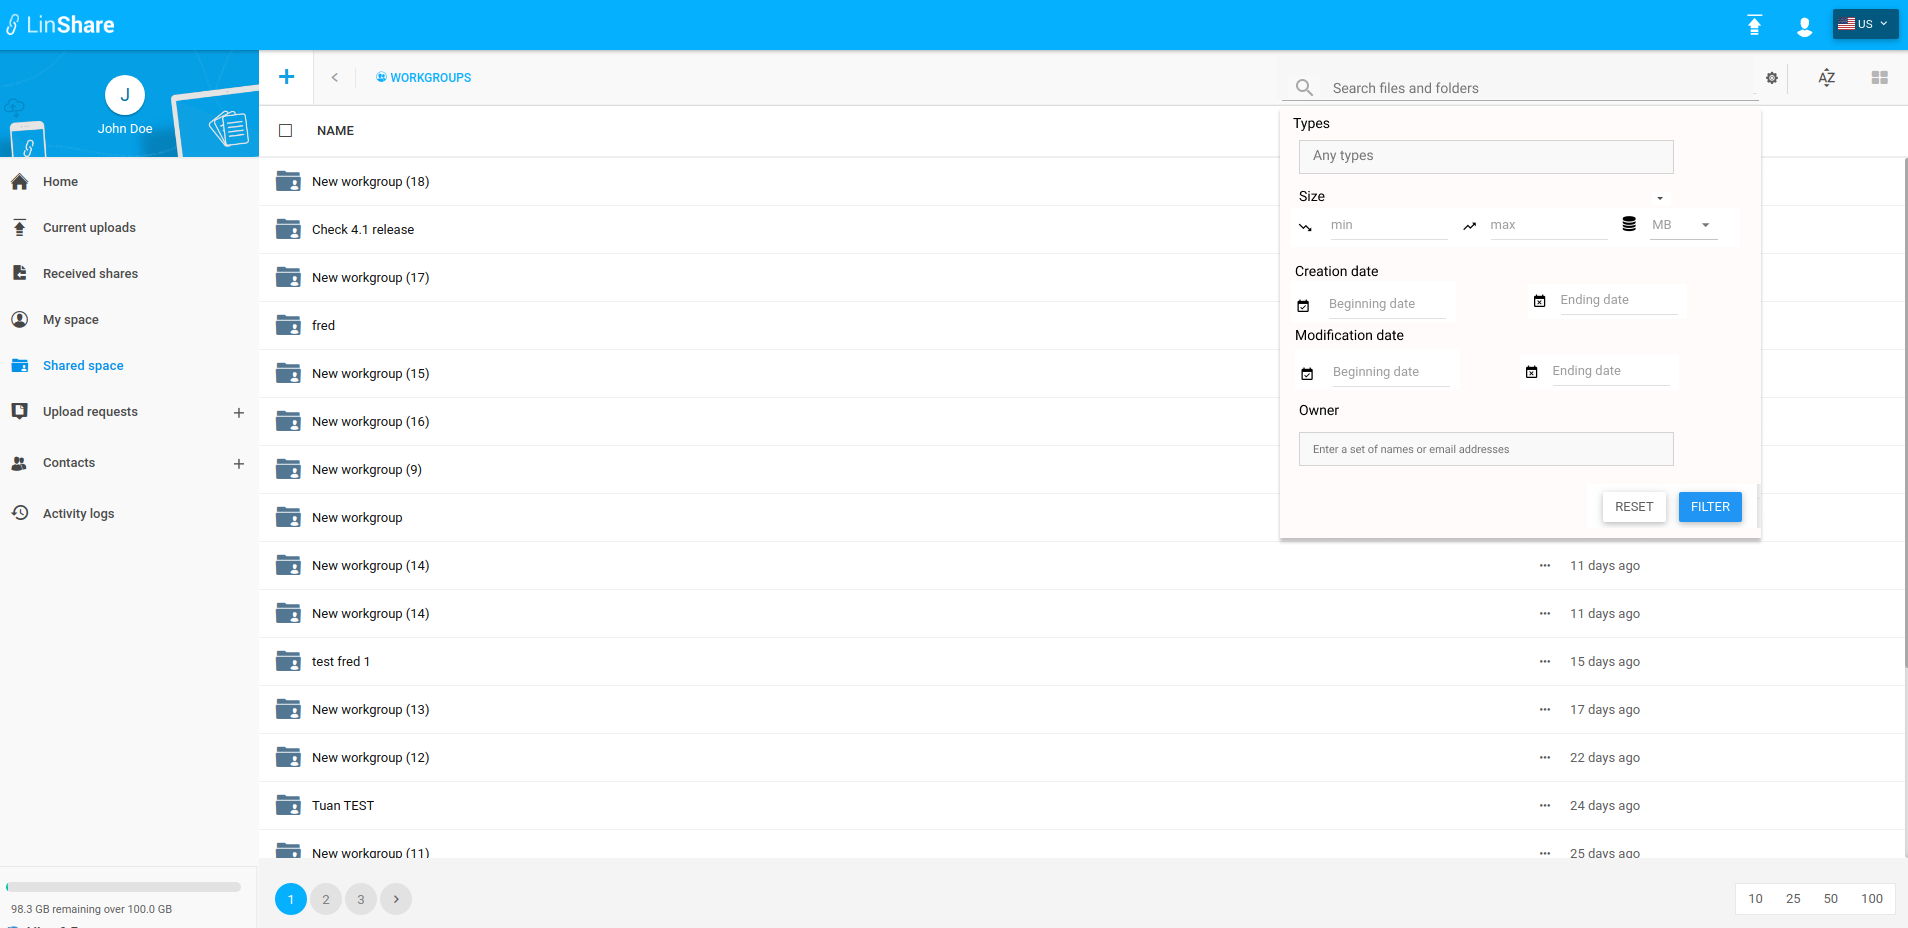 LinShare
US
J
John Doe
Home
Current uploads
Received shares
My space
Shared space
Upload requests
Contacts
Activity logs
98.3 GB remaining over 100.0 GB
WORKGROUPS
Search files and folders
AZ
NAME
New workgroup (18)
Check 4.1 release
New workgroup (17)
fred
New workgroup (15)
New workgroup (16)
New workgroup (9)
New workgroup
New workgroup (14) 11 days ago
New workgroup (14) 11 days ago
test fred 1 15 days ago
New workgroup (13) 17 days ago
New workgroup (12) 22 days ago
Tuan TEST 24 days ago
New workgroup (11) 25 days ago
Types
Any types
Size
min max MB
Creation date
Beginning date Ending date
Modification date
Beginning date Ending date
Owner
Enter a set of names or email addresses
RESET FILTER
1 2 3
10 25 50 100